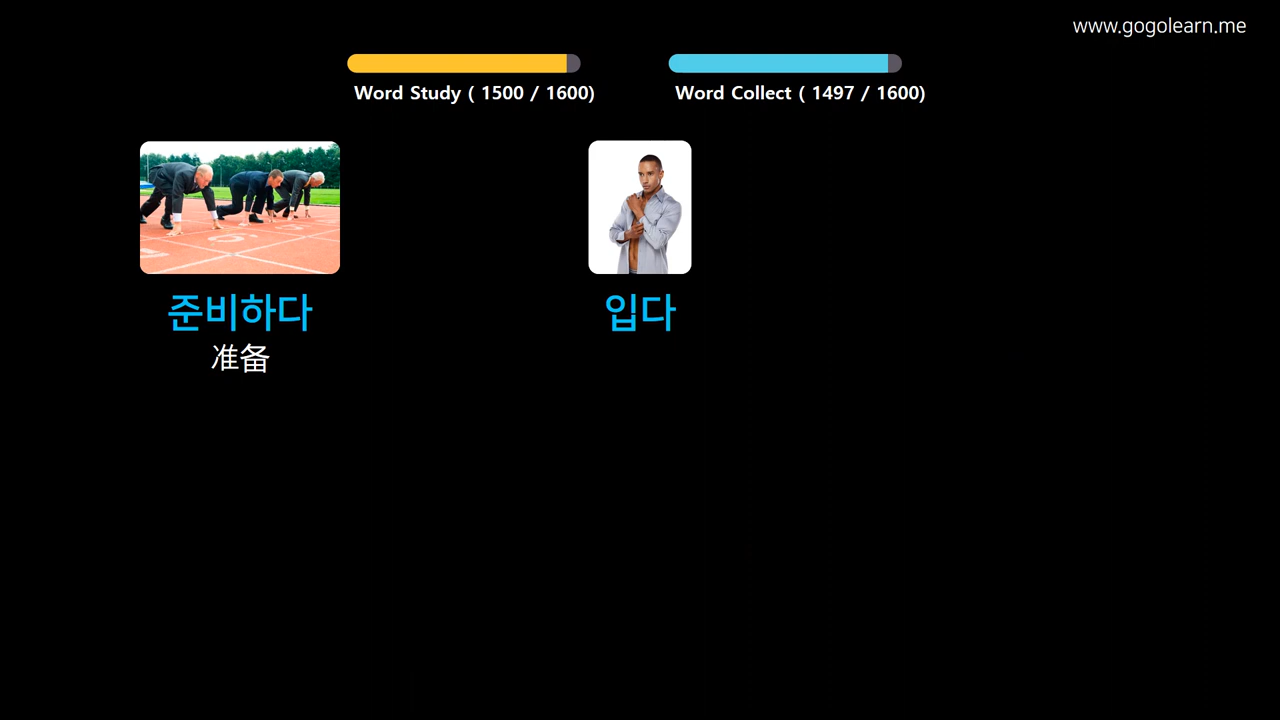 www.gogolearn.me
Word Study ( 1500 / 1600)
Word Collect ( 1497 / 1600)
준비하다
准备
입다